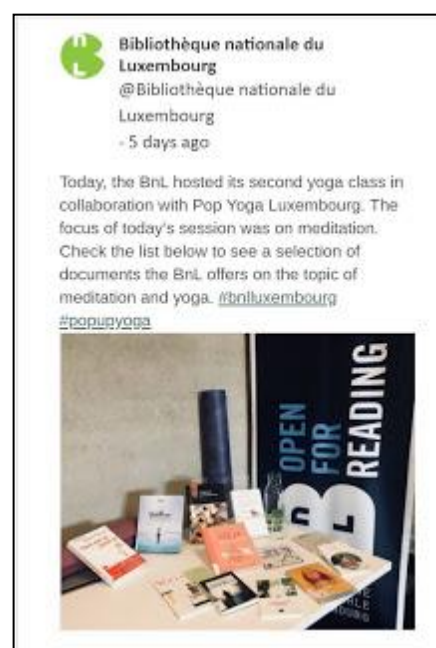 Bibliothèque nationale du
Luxembourg
@Bibliothèque nationale du
Luxembourg
- 5 days ago
Today, the BnL hosted its second yoga class in
collaboration with Pop Yoga Luxembourg. The
focus of today's session was on meditation.
Check the list below to see a selection of
documents the BnL offers on the topic of
meditation and yoga. #bnlluxembourg
#popupyoga
OPEN
FOR
READING